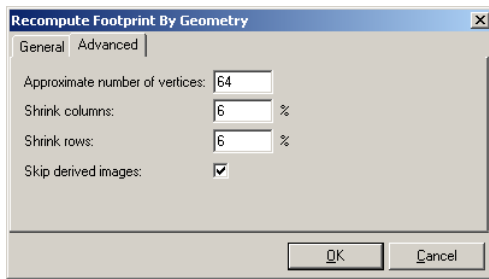 Recompute Footprint By Geometry
General Advanced
Approximate number of vertices: 64
Shrink columns: 6 %
Shrink rows: 6 %
Skip derived images:
OK Cancel